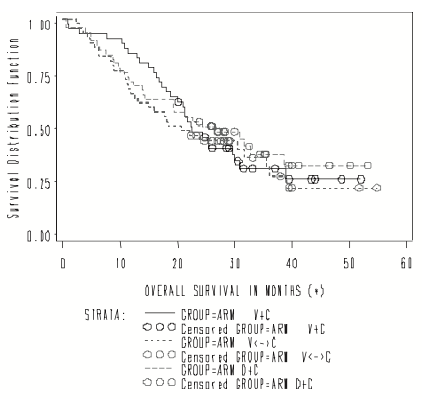 Survival Distribution Function
1.00
0.75
0.50
0.25
0.00
0 10 20 30 40 50 60
OVERALL SURVIVAL IN MONTHS (*)
STRATA: GROUP=ARM V+C
Censored GROUP=ARM V+C
GROUP=ARM V<->C
Censored GROUP=ARM V<->C
GROUP=ARM D+C
Censored GROUP=ARM D+C